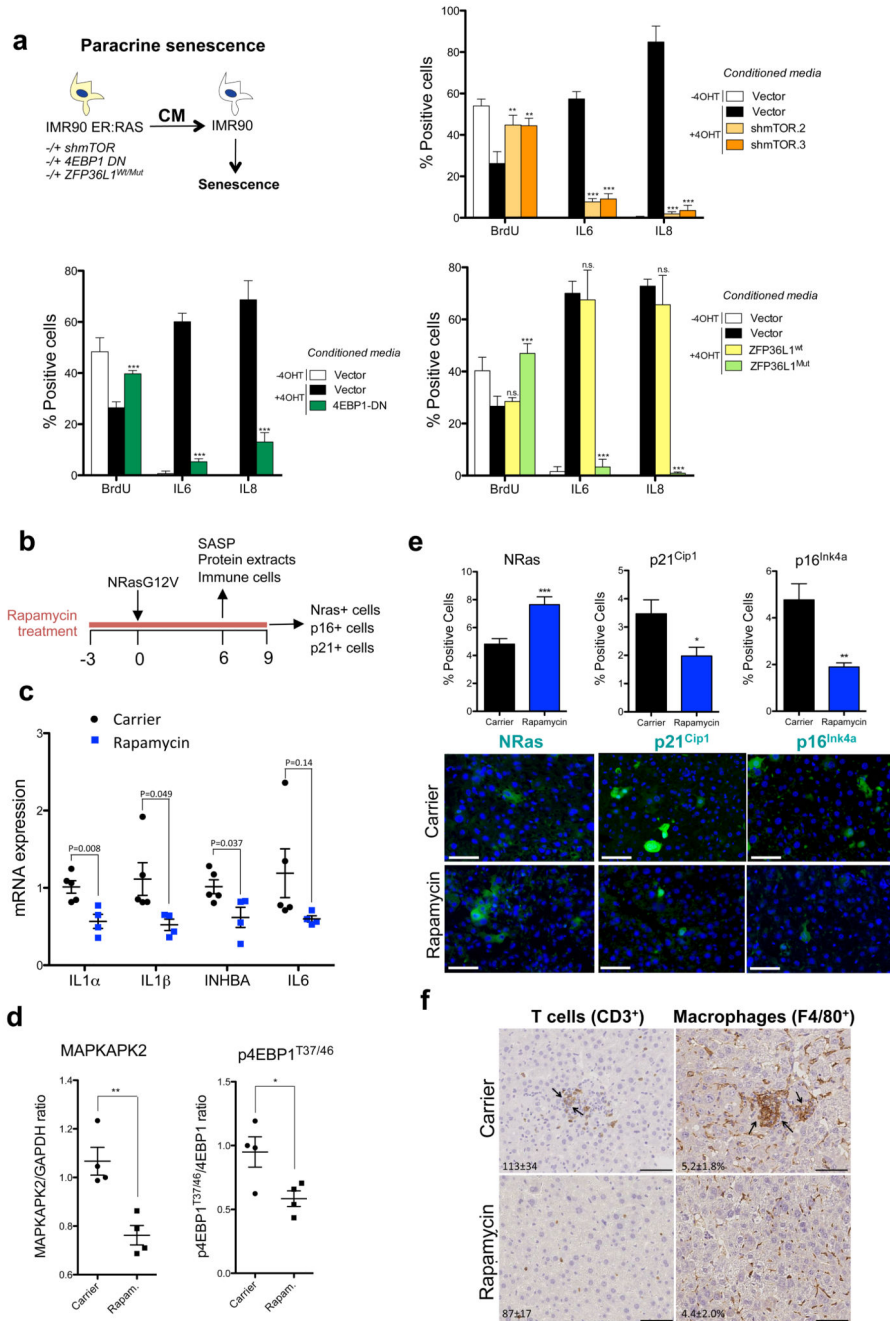 a
Paracrine senescence
CM
IMR90 ER:RAS
IMR90
-/+ shmTOR
-/+ 4EBP1 DN
-/+ ZFP36L1Wt/Mut
Senescence
% Positive cells
100
80
60
40
20
0
**
**
***
***
***
***
BrdU
IL6
IL8
Conditioned media
-4OHT
Vector
Vector
+4OHT
shmTOR.2
shmTOR.3
% Positive cells
80
60
40
20
0
***
***
***
BrdU
IL6
IL8
Conditioned media
-4OHT
Vector
+4OHT
Vector
4EBP1-DN
% Positive cells
80
60
40
20
0
n.s.
***
n.s.
***
n.s.
***
BrdU
IL6
IL8
Conditioned media
-4OHT
Vector
Vector
+4OHT
ZFP36L1wt
ZFP36L1Mut
b
SASP
Protein extracts
Immune cells
NRasG12V
Rapamycin
treatment
-3
0
6
9
Nras+ cells
p16+ cells
p21+ cells
c
Carrier
Rapamycin
mRNA expression
3
2
1
0
P=0.008
P=0.049
P=0.037
P=0.14
IL1α
IL1β
INHBA
IL6
d
MAPKAPK2
MAPKAPK2/GAPDH ratio
1.4
1.2
1.0
0.8
0.6
**
Carrier
Rapam.
p4EBP1T37/46
p4EBP1T37/46/4EBP1 ratio
1.5
1.0
0.5
0.0
*
Carrier
Rapam.
e
NRas
% Positive Cells
10
8
6
4
2
0
***
Carrier
Rapamycin
p21Cip1
% Positive Cells
5
4
3
2
1
0
*
Carrier
Rapamycin
p16Ink4a
% Positive Cells
6
4
2
0
**
Carrier
Rapamycin
NRas
p21Cip1
p16Ink4a
Carrier
Rapamycin
f
T cells (CD3+)
Macrophages (F4/80+)
Carrier
113±34
5.2±1.8%
Rapamycin
87±17
4.4±2.0%